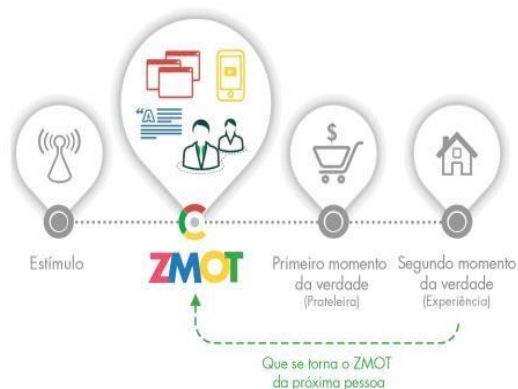 "A
$
Estímulo
ZMOT
Primeiro momento
da verdade
(Prateleira)
Segundo momento
da verdade
(Experiência)
Que se torna o ZMOT
da próxima pessoa